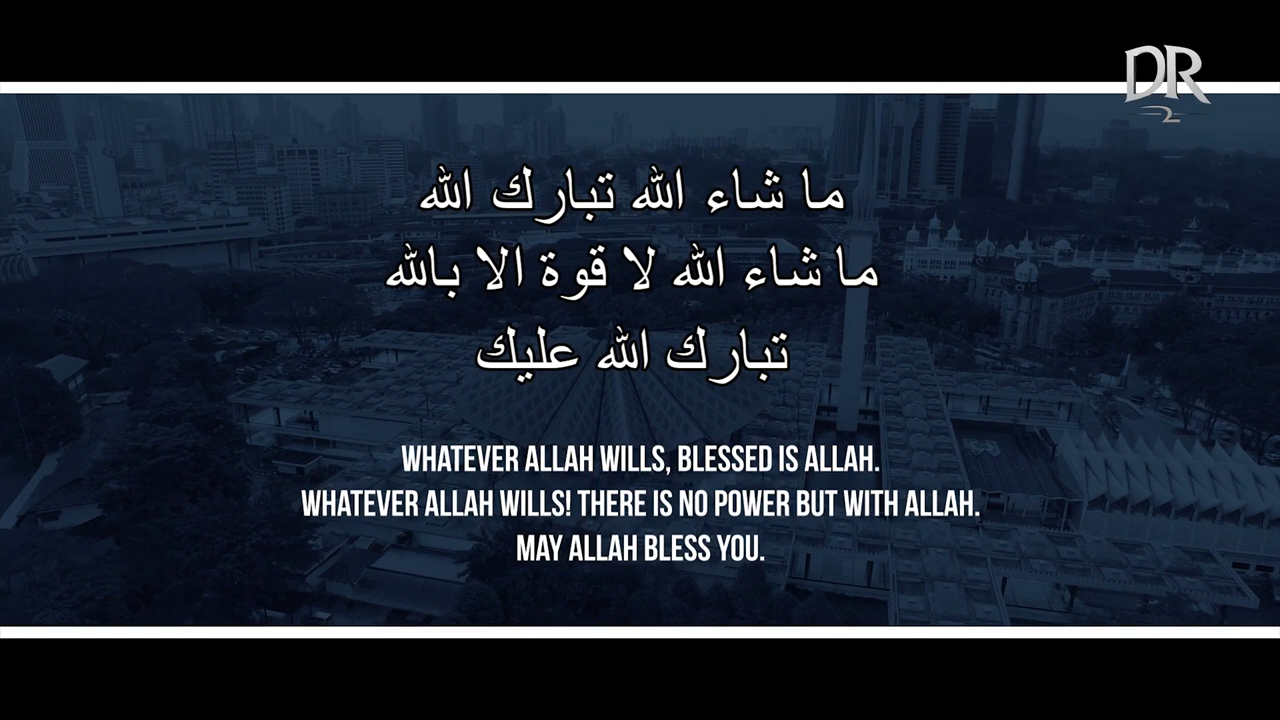 DR
2
ما شاء الله تبارك الله
ما شاء الله لا قوة الا بالله
تبارك الله عليك
WHATEVER ALLAH WILLS, BLESSED IS ALLAH.
WHATEVER ALLAH WILLS! THERE IS NO POWER BUT WITH ALLAH.
MAY ALLAH BLESS YOU.